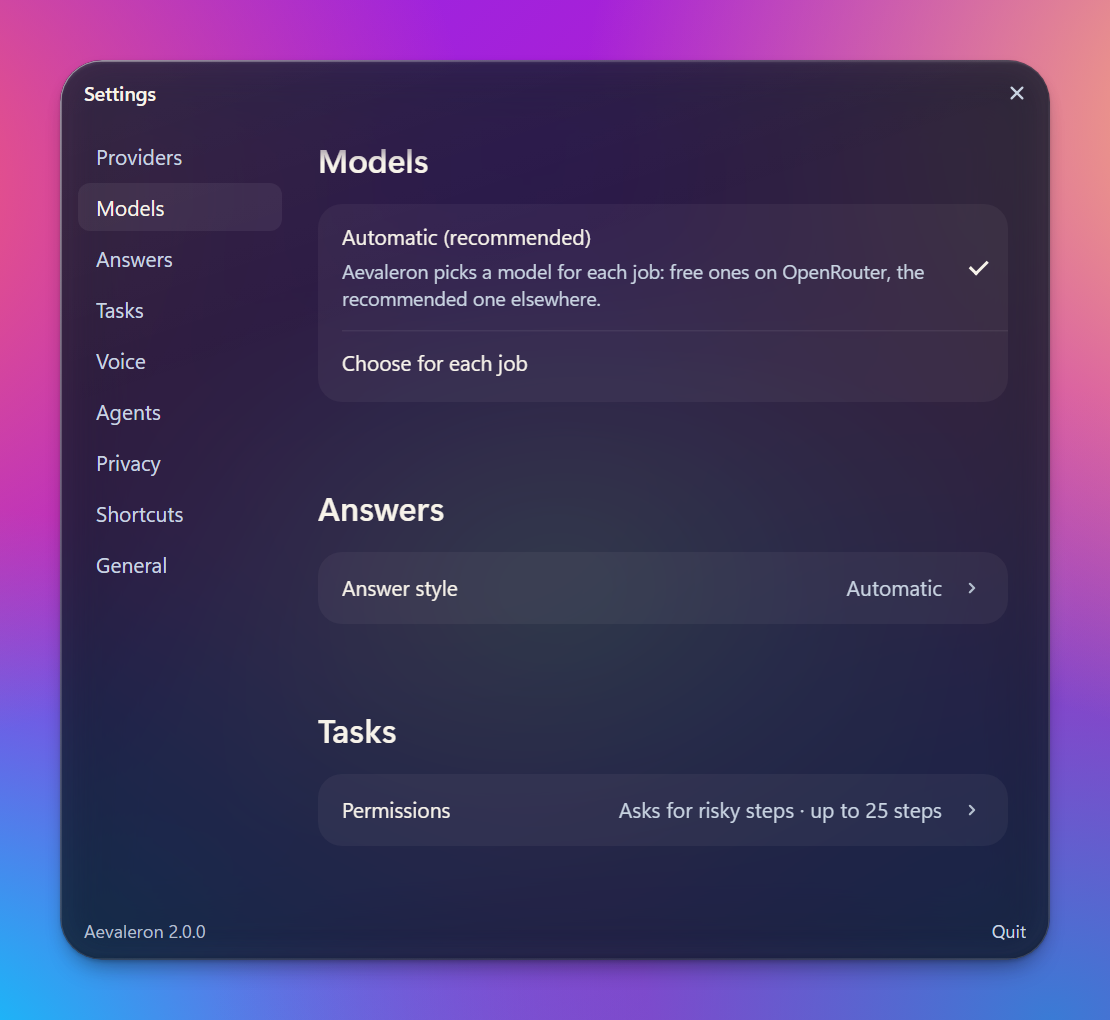 Settings
Providers
Models
Answers
Tasks
Voice
Agents
Privacy
Shortcuts
General
Models
Automatic (recommended)
Aevaleron picks a model for each job: free ones on OpenRouter, the
recommended one elsewhere.
Choose for each job
Answers
Answer style Automatic
Tasks
Permissions Asks for risky steps · up to 25 steps
Aevaleron 2.0.0 Quit